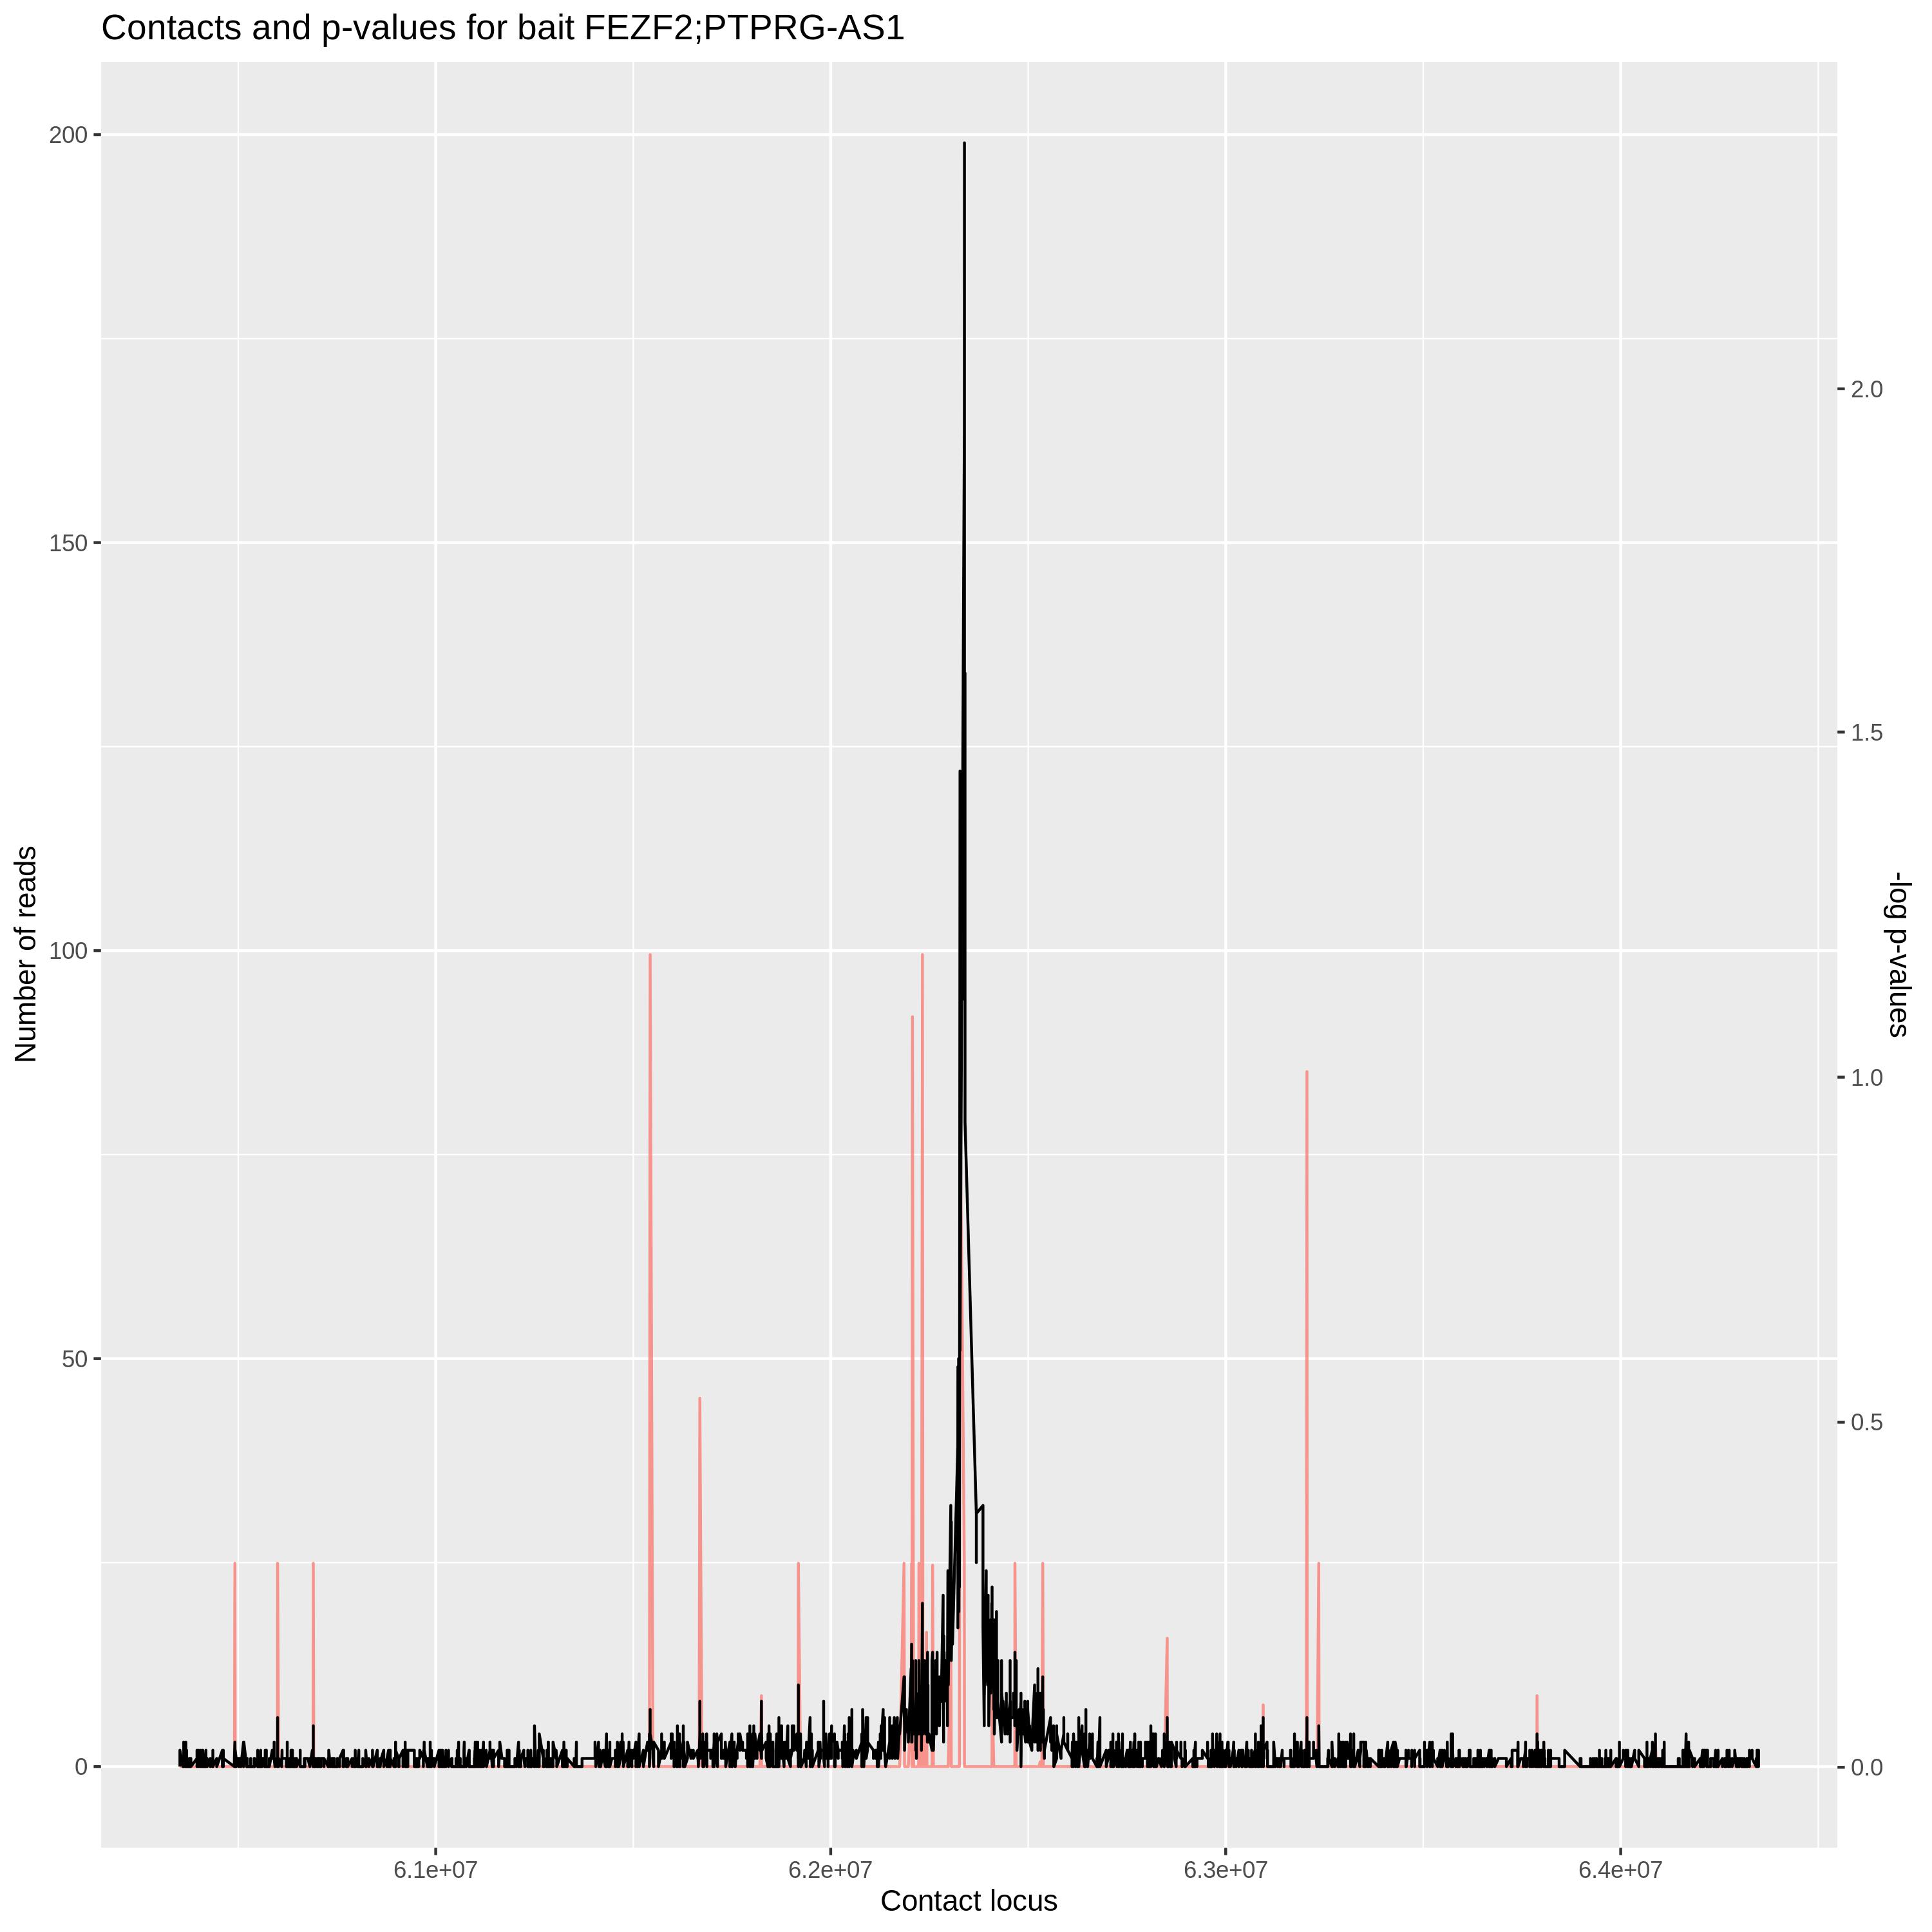 Contacts and p-values for bait FEZF2;PTPRG-AS1
200
150
100
50
0
Number of reads
2.0
1.5
1.0
0.5
0.0
-log p-values
6.1e+07
6.2e+07
6.3e+07
6.4e+07
Contact locus